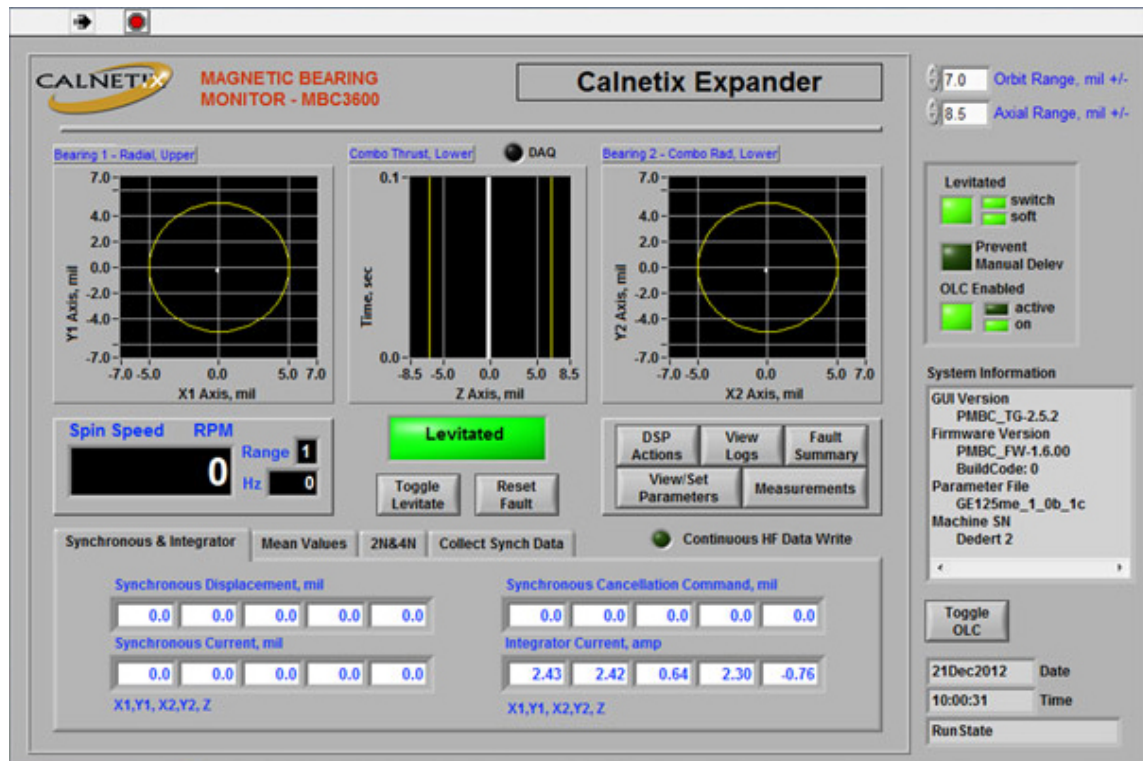 CALNETIX
MAGNETIC BEARING
MONITOR - MBC3600
Calnetix Expander
7.0 Orbit Range, mil +/-
8.5 Axial Range, mil +/-
Bearing 1 - Radial, Upper
Combo Thrust, Lower
DAQ
Bearing 2 - Combo Rad, Lower
7.0
4.0
2.0
0.0
-2.0
-4.0
-7.0
Y1 Axis, mil
-7.0 -5.0 0.0 5.0 7.0
X1 Axis, mil
0.1
0.0
Time, sec
-8.5 -5.0 0.0 5.0 8.5
Z Axis, mil
7.0
4.0
2.0
0.0
-2.0
-4.0
-7.0
Y2 Axis, mil
-7.0 -5.0 0.0 5.0 7.0
X2 Axis, mil
Levitated
switch
soft
Prevent
Manual Delev
OLC Enabled
active
on
System Information
GUI Version
PMBC_TG-2.5.2
Firmware Version
PMBC_FW-1.6.00
BuildCode: 0
Parameter File
GE125me_1_0b_1c
Machine SN
Dedert 2
Spin Speed RPM
0
Range 1
Hz 0
Levitated
Toggle
Levitate
Reset
Fault
DSP
Actions
View
Logs
Fault
Summary
View/Set
Parameters
Measurements
Synchronous & Integrator
Mean Values
2N&4N
Collect Synch Data
Continuous HF Data Write
Synchronous Displacement, mil
0.0 0.0 0.0 0.0 0.0
Synchronous Current, mil
0.0 0.0 0.0 0.0 0.0
X1,Y1, X2,Y2, Z
Synchronous Cancellation Command, mil
0.0 0.0 0.0 0.0 0.0
Integrator Current, amp
2.43 2.42 0.64 2.30 -0.76
X1,Y1, X2,Y2, Z
Toggle
OLC
21Dec2012 Date
10:00:31 Time
RunState